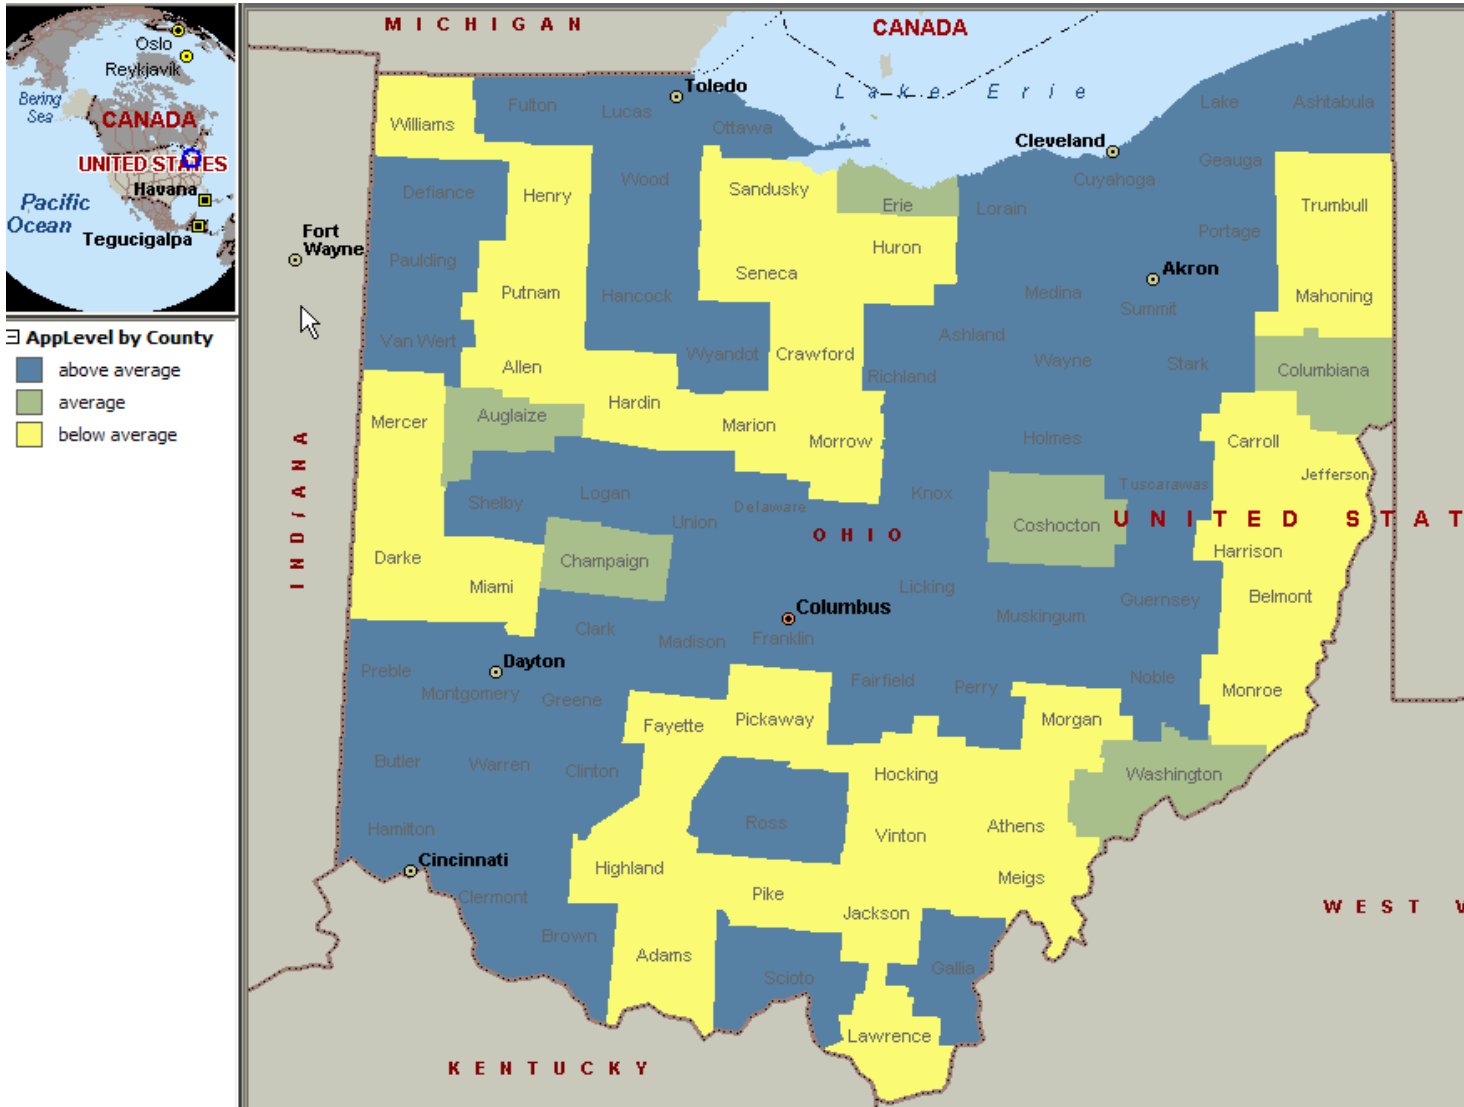 Oslo
Reykjavík
Bering
Sea
CANADA
UNITED STATES
Havana
Pacific
Ocean
Tegucigalpa
AppLevel by County
above average
average
below average
MICHIGAN
CANADA
Lake Erie
Toledo
Cleveland
Fort
Wayne
Akron
INDIANA
OHIO
UNITED STAT
Columbus
Dayton
Cincinnati
KENTUCKY
WEST V
Williams
Fulton
Lucas
Ottawa
Lake
Ashtabula
Geauga
Cuyahoga
Defiance
Henry
Wood
Sandusky
Erie
Lorain
Trumbull
Portage
Huron
Paulding
Seneca
Putnam
Hancock
Medina
Summit
Mahoning
Van Wert
Wyandot
Crawford
Ashland
Richland
Wayne
Stark
Columbiana
Allen
Hardin
Mercer
Auglaize
Marion
Morrow
Holmes
Carroll
Jefferson
Tuscarawas
Shelby
Logan
Union
Delaware
Knox
Coshocton
Harrison
Darke
Miami
Champaign
Licking
Guernsey
Belmont
Muskingum
Clark
Madison
Franklin
Preble
Montgomery
Greene
Fairfield
Perry
Noble
Monroe
Fayette
Pickaway
Morgan
Butler
Warren
Clinton
Hocking
Washington
Hamilton
Ross
Vinton
Athens
Highland
Meigs
Clermont
Pike
Jackson
Brown
Adams
Scioto
Gallia
Lawrence